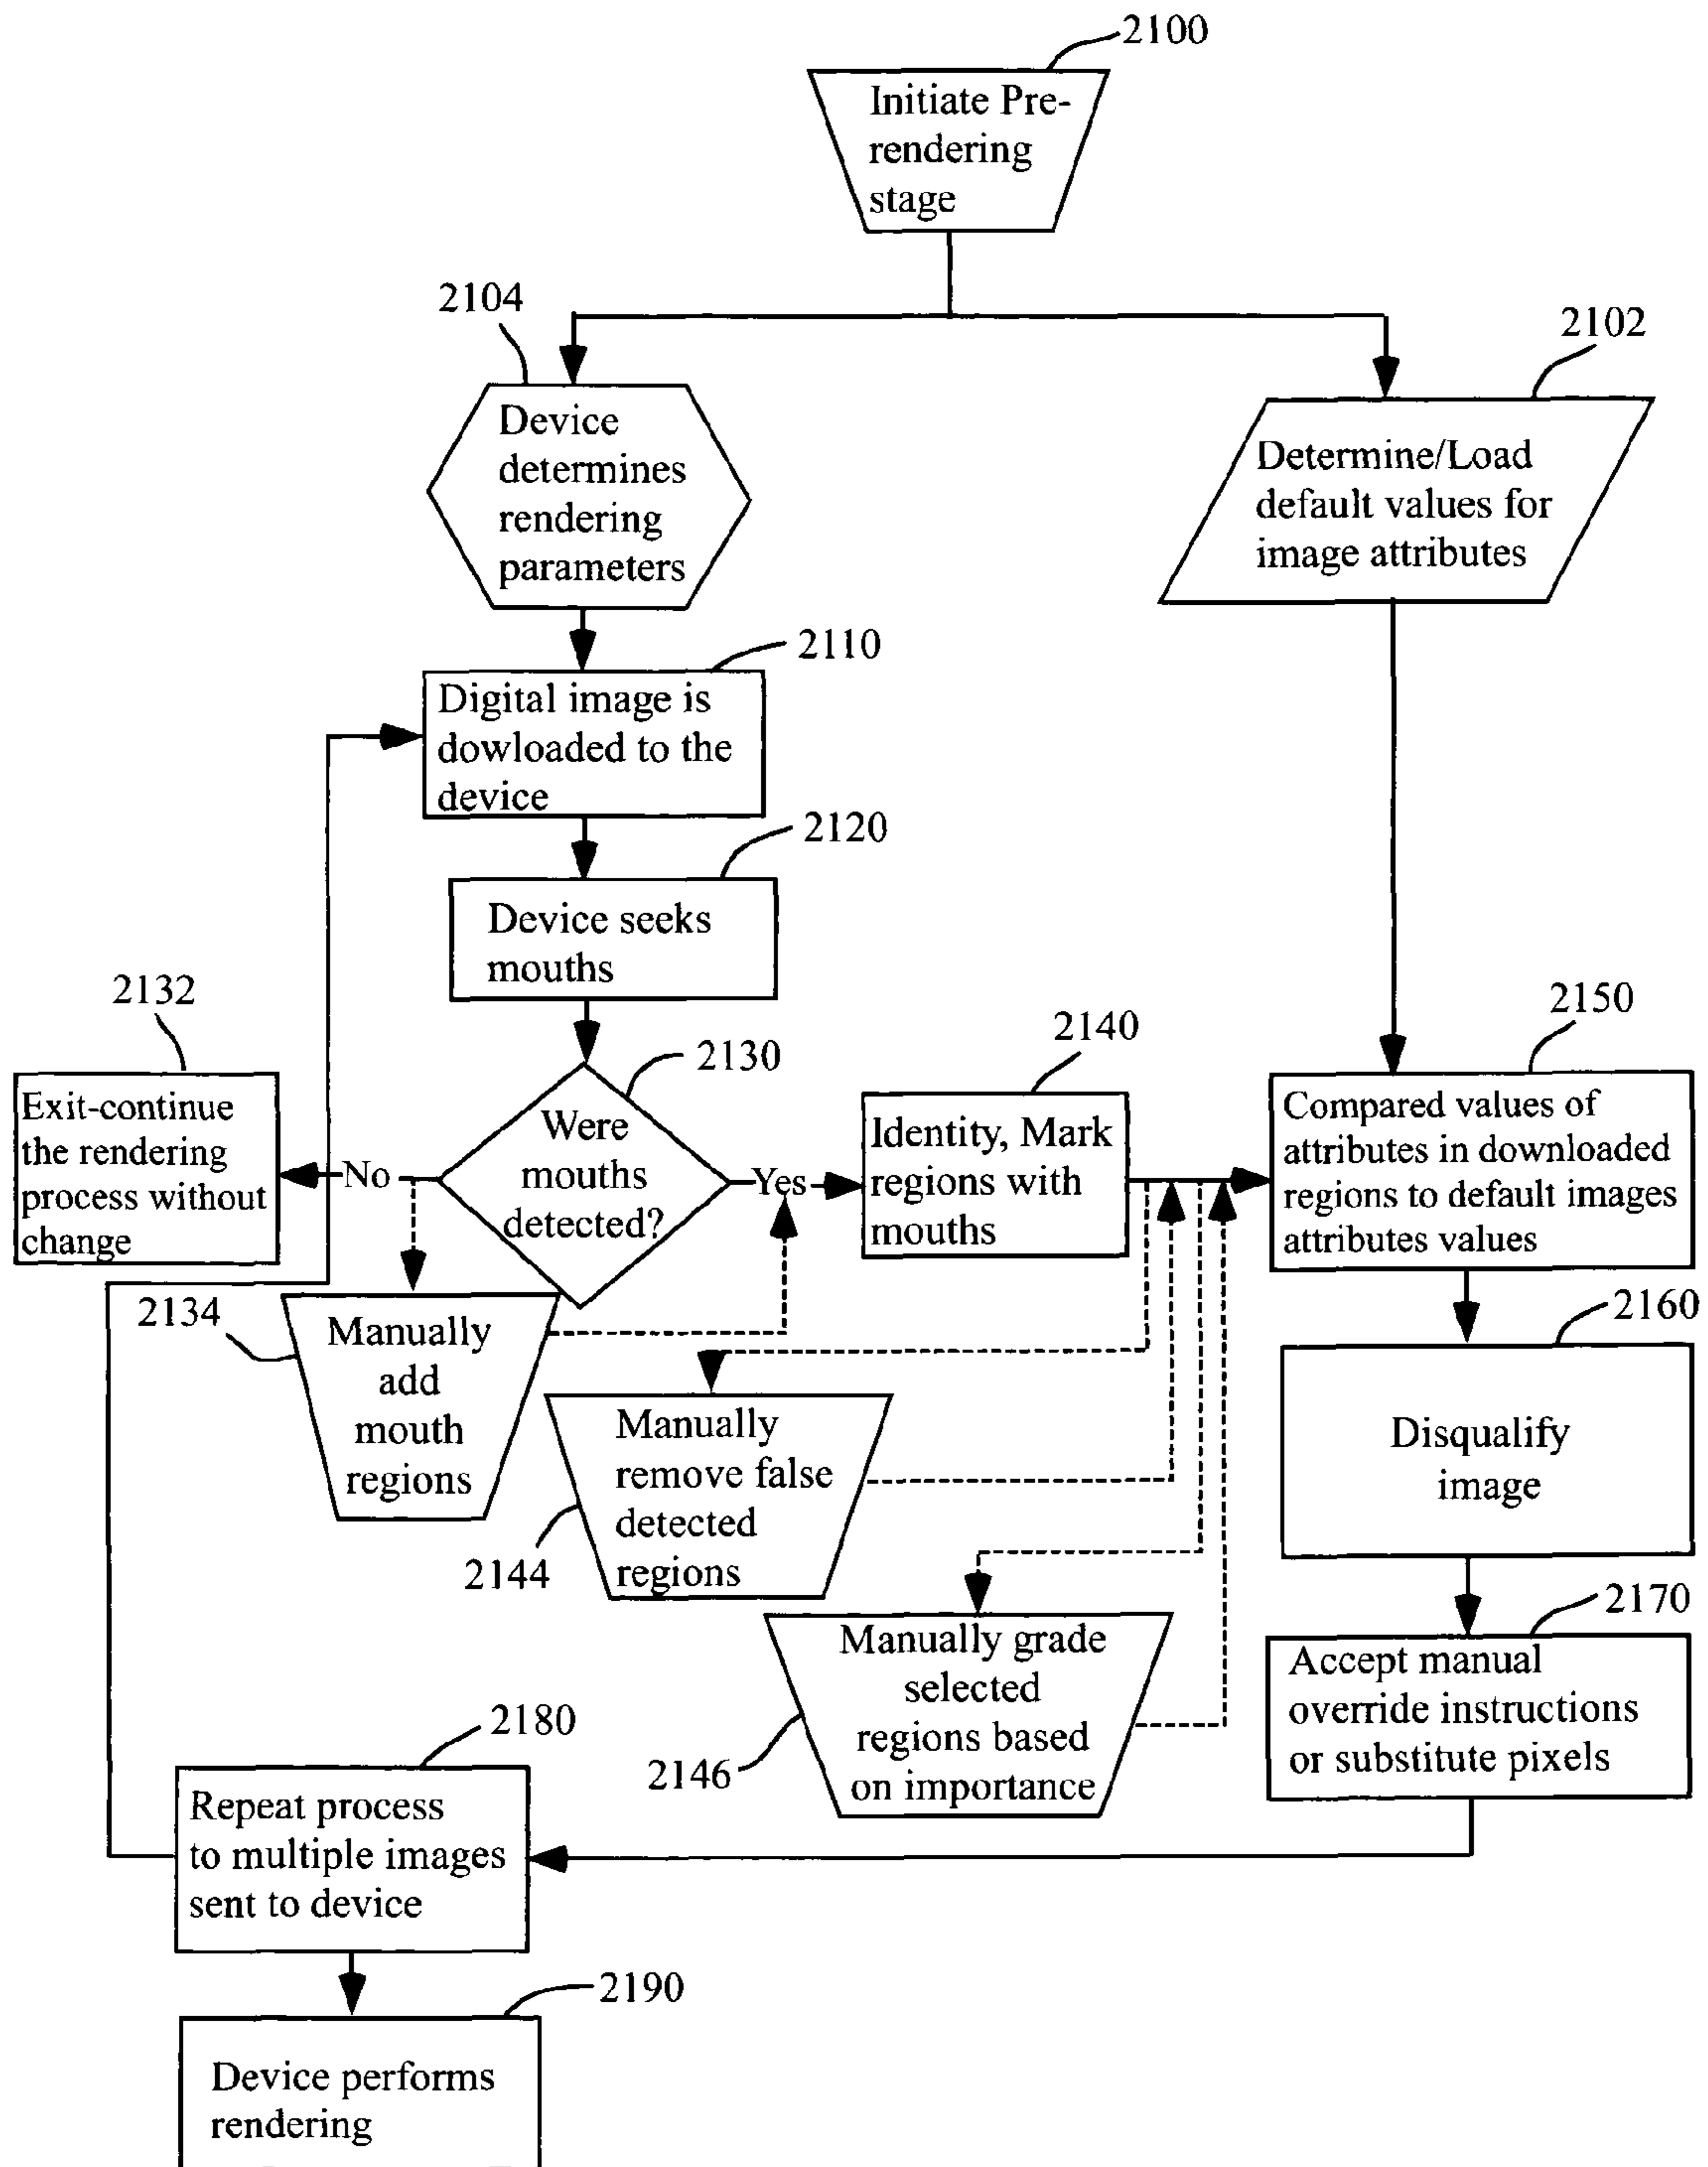 2100
Initiate Pre-
rendering
stage
2104
Device
determines
rendering
parameters
2102
Determine/Load
default values for
image attributes
2110
Digital image is
dowloaded to the
device
2120
Device seeks
mouths
2130
Were
mouths
detected?
No
Yes
2132
Exit-continue
the rendering
process without
change
2134
Manually
add
mouth
regions
2140
Identity, Mark
regions with
mouths
2144
Manually
remove false
detected
regions
2146
Manually grade
selected
regions based
on importance
2150
Compared values of
attributes in downloaded
regions to default images
attributes values
2160
Disqualify
image
2170
Accept manual
override instructions
or substitute pixels
2180
Repeat process
to multiple images
sent to device
2190
Device performs
rendering